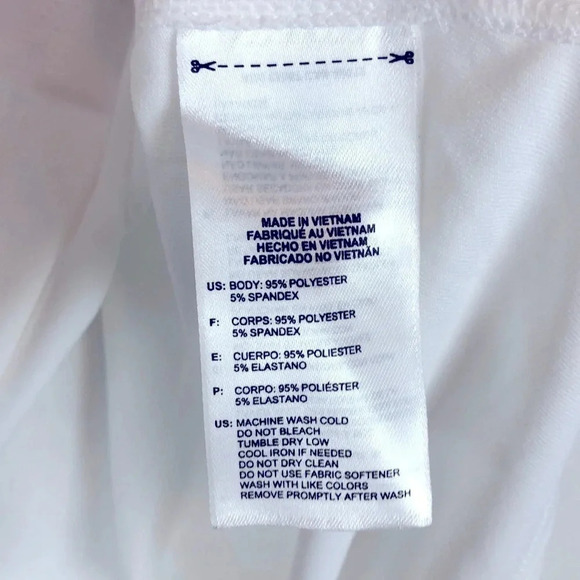 MADE IN VIETNAM
FABRIQUÉ AU VIETNAM
HECHO EN VIETNAM
FABRICADO NO VIETNÃN
US: BODY: 95% POLYESTER
5% SPANDEX
F: CORPS: 95% POLYESTER
5% SPANDEX
E: CUERPO: 95% POLIESTER
5% ELASTANO
P: CORPO: 95% POLIÉSTER
5% ELASTANO
US: MACHINE WASH COLD
DO NOT BLEACH
TUMBLE DRY LOW
COOL IRON IF NEEDED
DO NOT DRY CLEAN
DO NOT USE FABRIC SOFTENER
WASH WITH LIKE COLORS
REMOVE PROMPTLY AFTER WASH